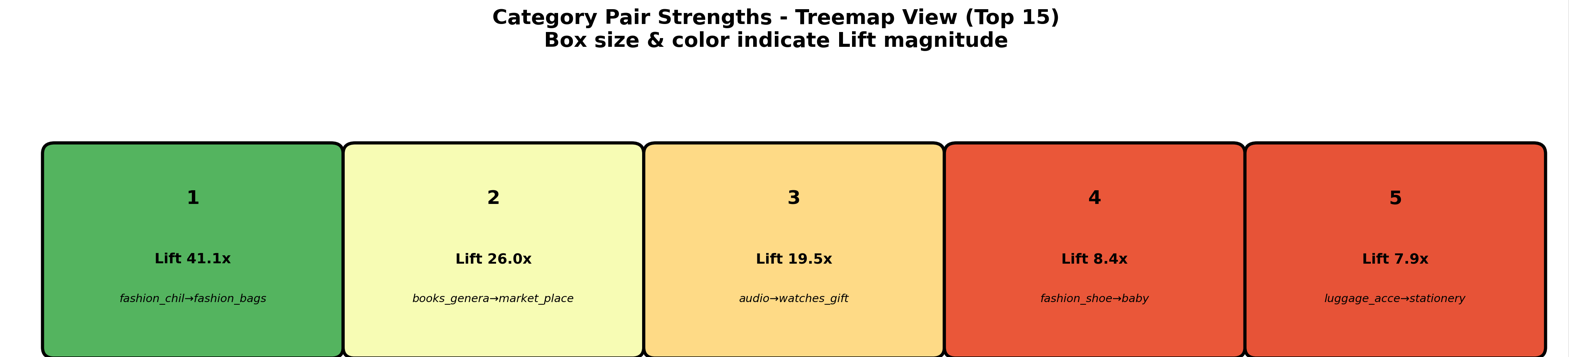 Category Pair Strengths - Treemap View (Top 15)
Box size & color indicate Lift magnitude
1
2
3
4
5
Lift 41.1x
Lift 26.0x
Lift 19.5x
Lift 8.4x
Lift 7.9x
fashion_chil→fashion_bags
books_genera→market_place
audio→watches_gift
fashion_shoe→baby
luggage_acce→stationery